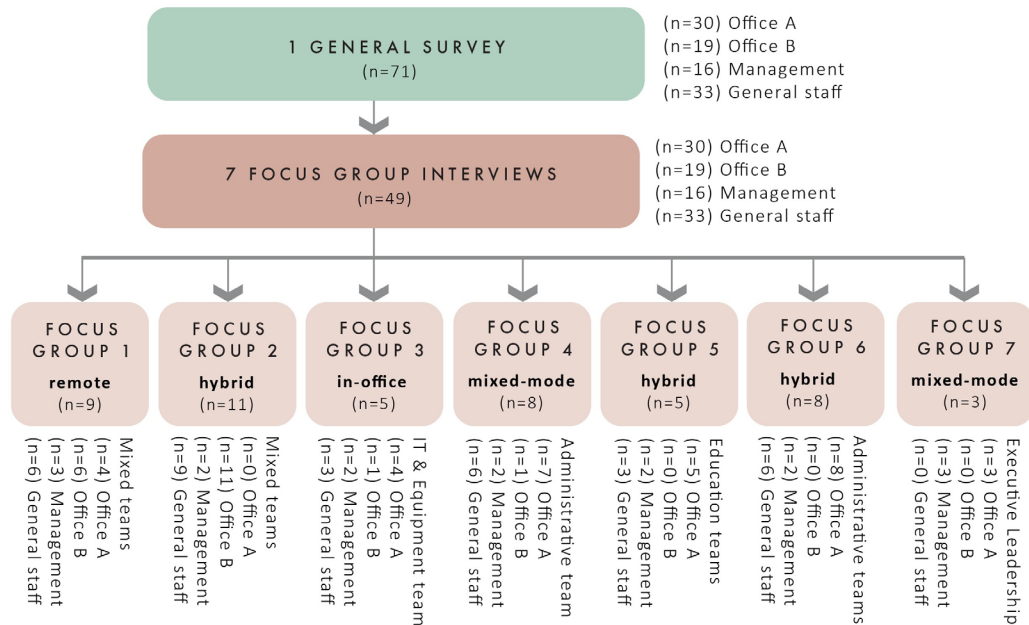 1 GENERAL SURVEY
(n=71)
(n=30) Office A
(n=19) Office B
(n=16) Management
(n=33) General staff
7 FOCUS GROUP INTERVIEWS
(n=49)
(n=30) Office A
(n=19) Office B
(n=16) Management
(n=33) General staff
FOCUS
GROUP 1
remote
(n=9)
Mixed teams
(n=4) Office A
(n=6) Office B
(n=3) Management
(n=6) General staff
FOCUS
GROUP 2
hybrid
(n=11)
Mixed teams
(n=0) Office A
(n=11) Office B
(n=2) Management
(n=9) General staff
FOCUS
GROUP 3
in-office
(n=5)
IT & Equipment team
(n=4) Office A
(n=1) Office B
(n=2) Management
(n=3) General staff
FOCUS
GROUP 4
mixed-mode
(n=8)
Administrative team
(n=7) Office A
(n=1) Office B
(n=2) Management
(n=6) General staff
FOCUS
GROUP 5
hybrid
(n=5)
Education teams
(n=5) Office A
(n=0) Office B
(n=2) Management
(n=3) General staff
FOCUS
GROUP 6
hybrid
(n=8)
Administrative teams
(n=8) Office A
(n=0) Office B
(n=2) Management
(n=6) General staff
FOCUS
GROUP 7
mixed-mode
(n=3)
Executive Leadership
(n=3) Office A
(n=0) Office B
(n=3) Management
(n=0) General staff